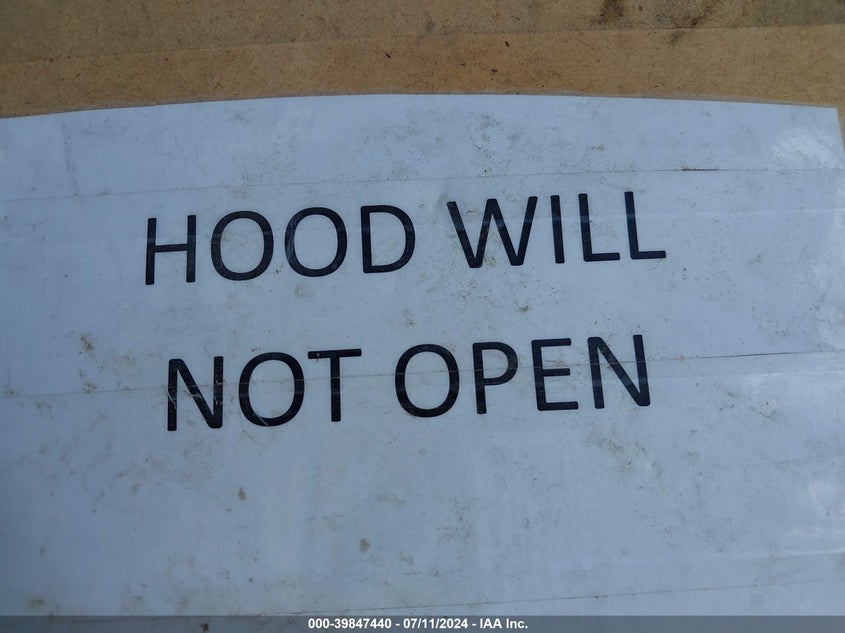 HOOD WILL
NOT OPEN
000-39847440 - 07/11/2024 - IAA Inc.